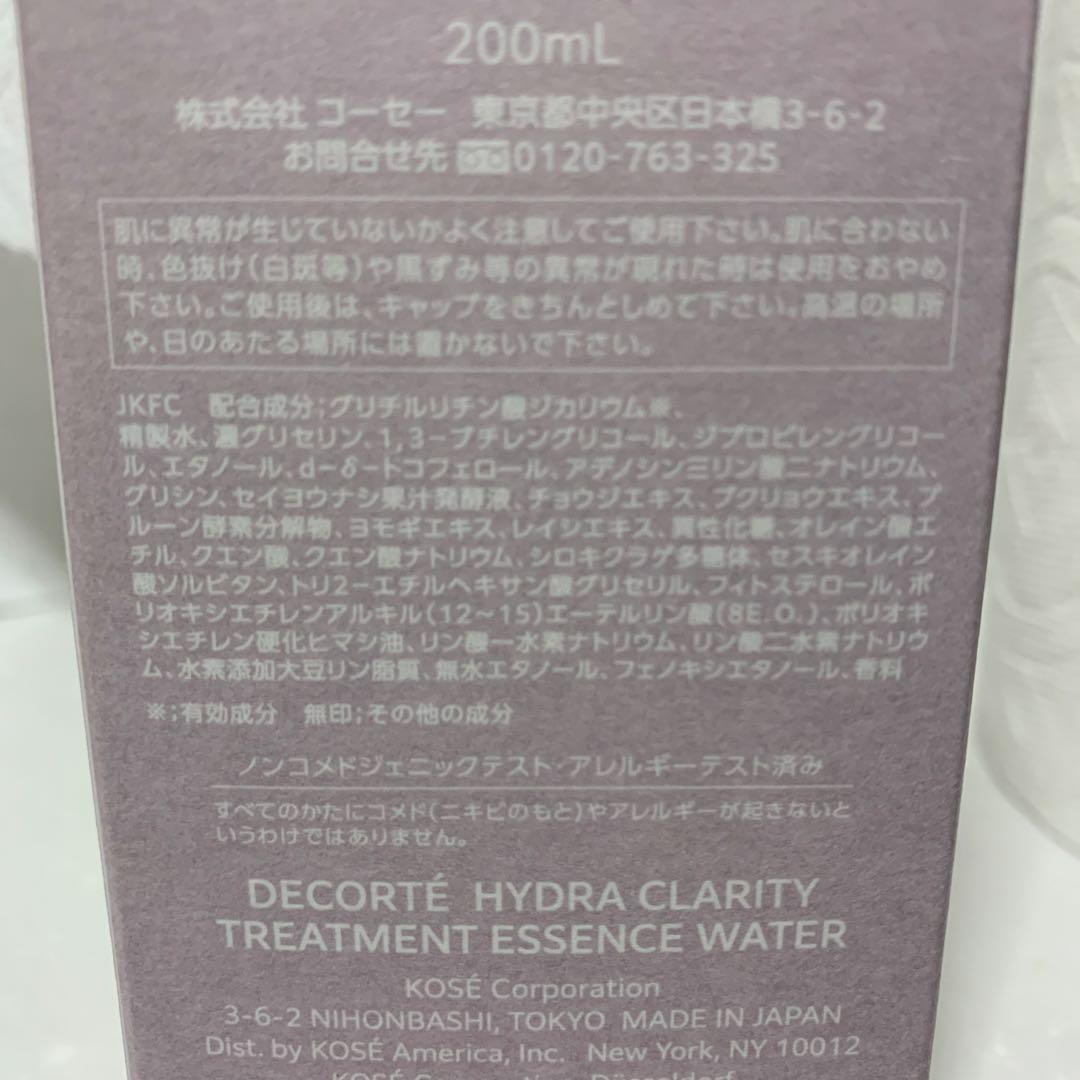 200mL
株式会社 コーセー 東京都中央区日本橋3-6-2
お問合せ先 0120-763-325
肌に異常が生じていないかよく注意してご使用下さい。肌に合わない
時、色抜け(白斑等)や黒ずみ等の異常が現れた時は使用をおやめ
下さい。ご使用後は、キャップをきちんとしめて下さい。高温の場所
や、日のあたる場所には置かないで下さい。
JKFC 配合成分;グリチルリチン酸ジカリウム※、
精製水、濃グリセリン、1,3-ブチレングリコール、ジプロピレングリコー
ル、エタノール、d-δ-トコフェロール、アデノシン三リン酸二ナトリウム、
グリシン、セイヨウナシ果汁発酵液、チョウジエキス、ブクリョウエキス、プ
ルーン酵素分解物、ヨモギエキス、レイシエキス、異性化糖、オレイン酸エ
チル、クエン酸、クエン酸ナトリウム、シロキクラゲ多糖体、セスキオレイン
酸ソルビタン、トリ2-エチルヘキサン酸グリセリル、フィトステロール、ポ
リオキシエチレンアルキル(12~15)エーテルリン酸(8E.O.)、ポリオキ
シエチレン硬化ヒマシ油、リン酸一水素ナトリウム、リン酸二水素ナトリウ
ム、水素添加大豆リン脂質、無水エタノール、フェノキシエタノール、香料
※;有効成分 無印;その他の成分
ノンコメドジェニックテスト・アレルギーテスト済み
すべてのかたにコメド(ニキビのもと)やアレルギーが起きないと
いうわけではありません。
DECORTÉ HYDRA CLARITY
TREATMENT ESSENCE WATER
KOSÉ Corporation
3-6-2 NIHONBASHI, TOKYO MADE IN JAPAN
Dist. by KOSÉ America, Inc. New York, NY 10012